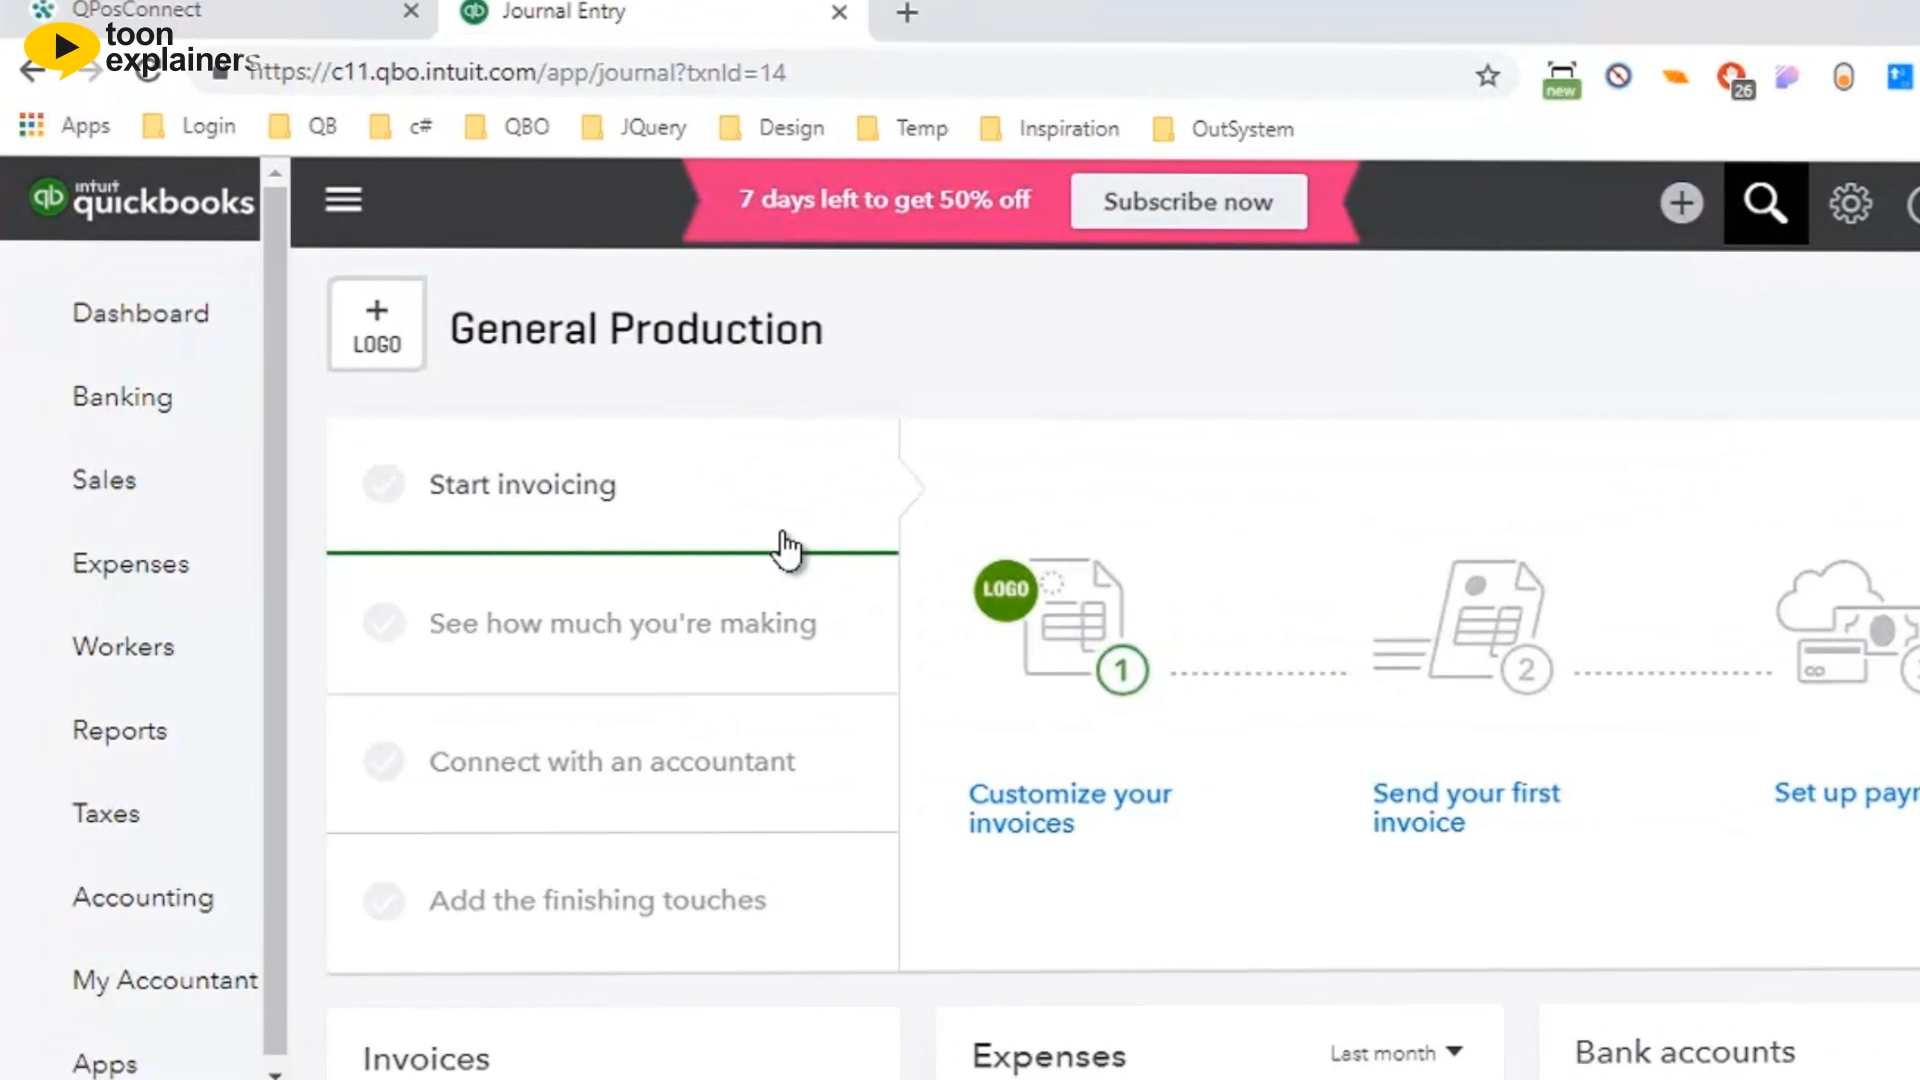 QPosConnect
Journal Entry
toon
explainers
https://c11.qbo.intuit.com/app/journal?txnId=14
new
26
Apps
Login
QB
c#
QBO
JQuery
Design
Temp
Inspiration
OutSystem
qb
intuit
quickbooks
7 days left to get 50% off
Subscribe now
+
LOGO
General Production
Dashboard
Banking
Sales
Expenses
Workers
Reports
Taxes
Accounting
My Accountant
Apps
Start invoicing
See how much you're making
Connect with an accountant
Add the finishing touches
LOGO
1
2
Customize your
invoices
Send your first
invoice
Set up
Invoices
Expenses
Last month
Bank accounts